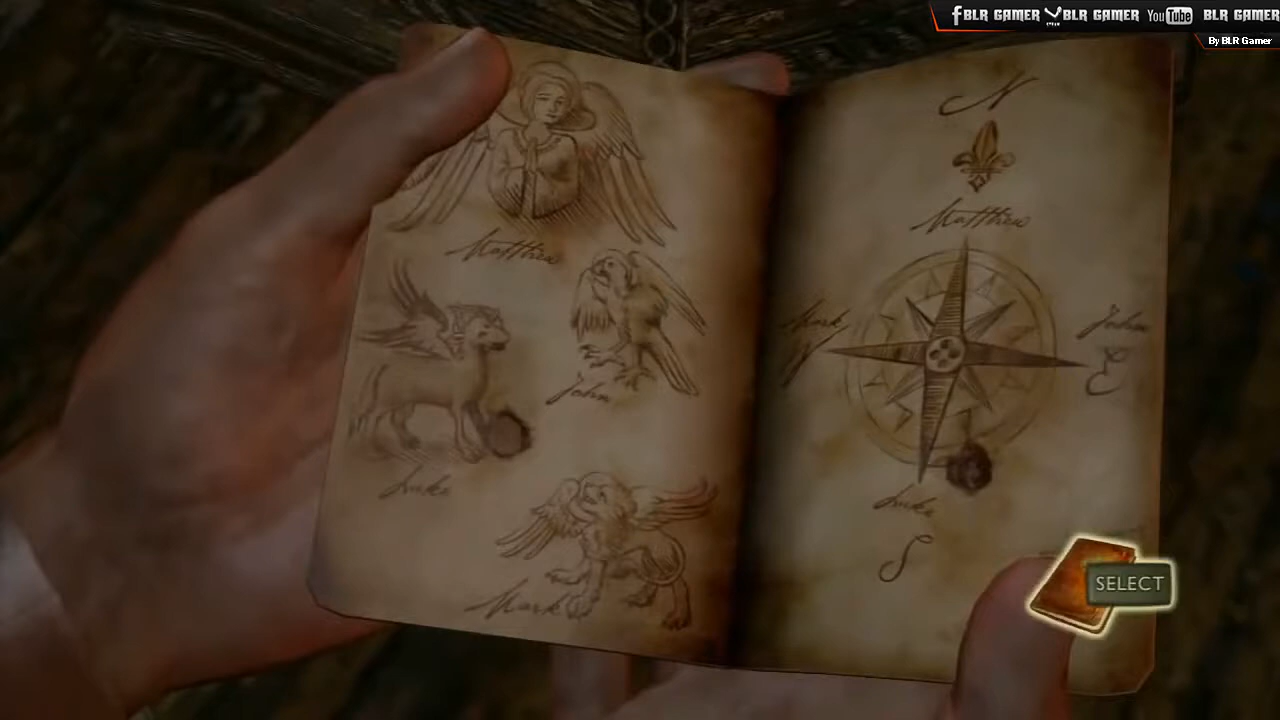 BLR GAMER BLR GAMER YouTube BLR GAMER
By BLR Gamer
Matthew
John
Luke
Mark
N
Matthew
Mark
W
John
E
Luke
S
SELECT